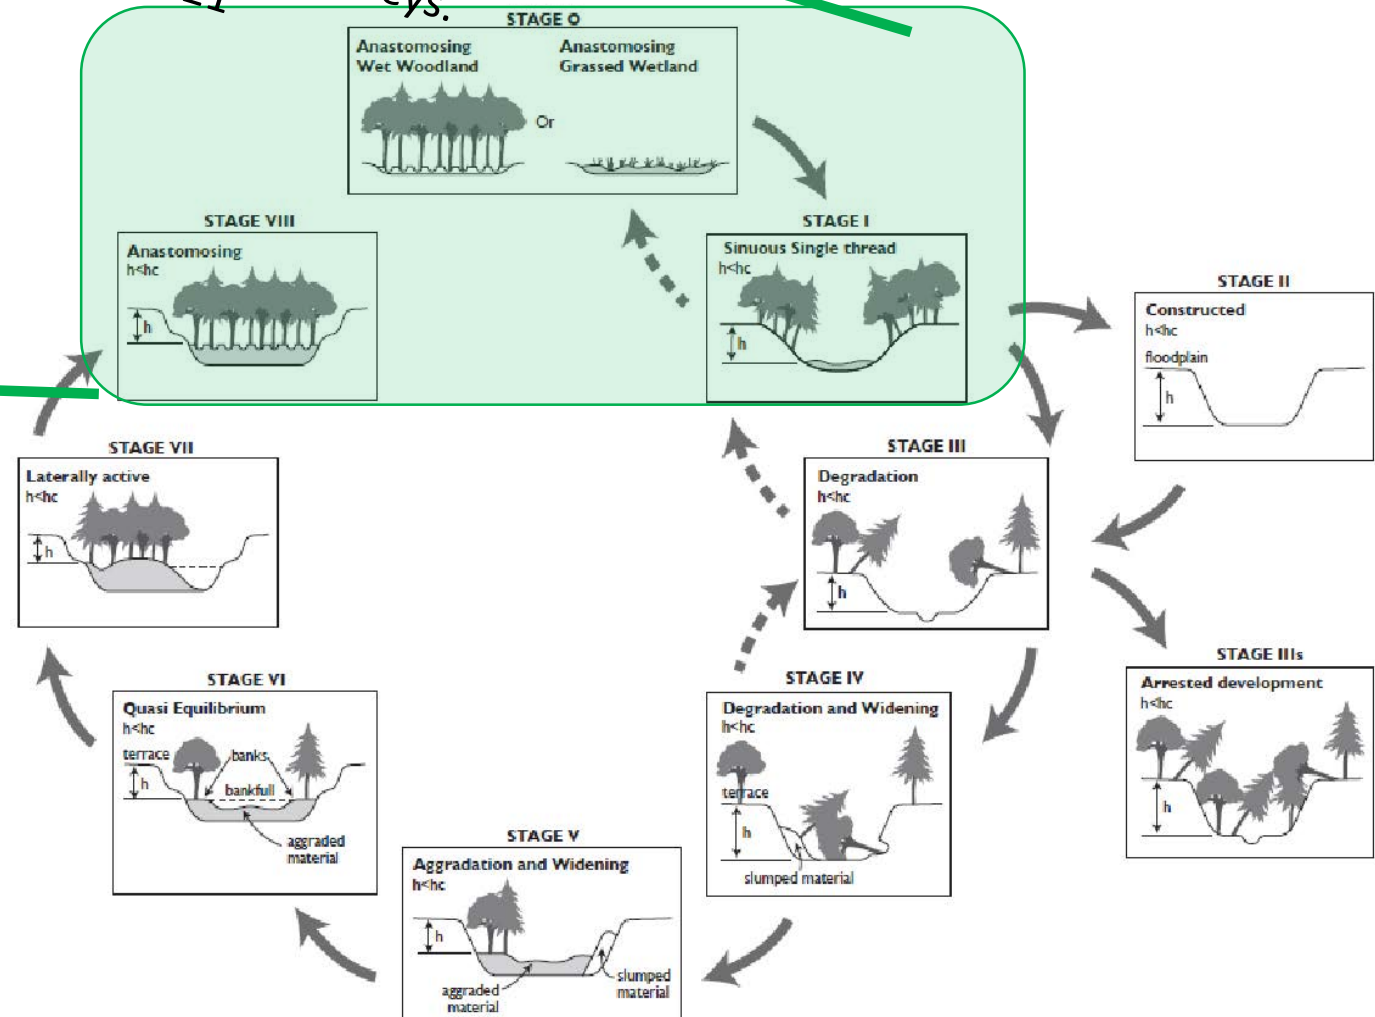 21
eys.
STAGE O
Anastomosing
Wet Woodland
Anastomosing
Grassed Wetland
Or
STAGE VIII
Anastomosing
h<hc
h
STAGE I
Sinuous Single thread
h<hc
h
STAGE II
Constructed
h<hc
floodplain
h
STAGE VII
Laterally active
h<hc
h
STAGE III
Degradation
h<hc
h
STAGE IIIs
Arrested development
h<hc
h
STAGE VI
Quasi Equilibrium
h<hc
terrace
banks
h
bankfull
aggraded
material
STAGE IV
Degradation and Widening
h<hc
terrace
h
slumped material
STAGE V
Aggradation and Widening
h<hc
h
aggraded
material
slumped
material